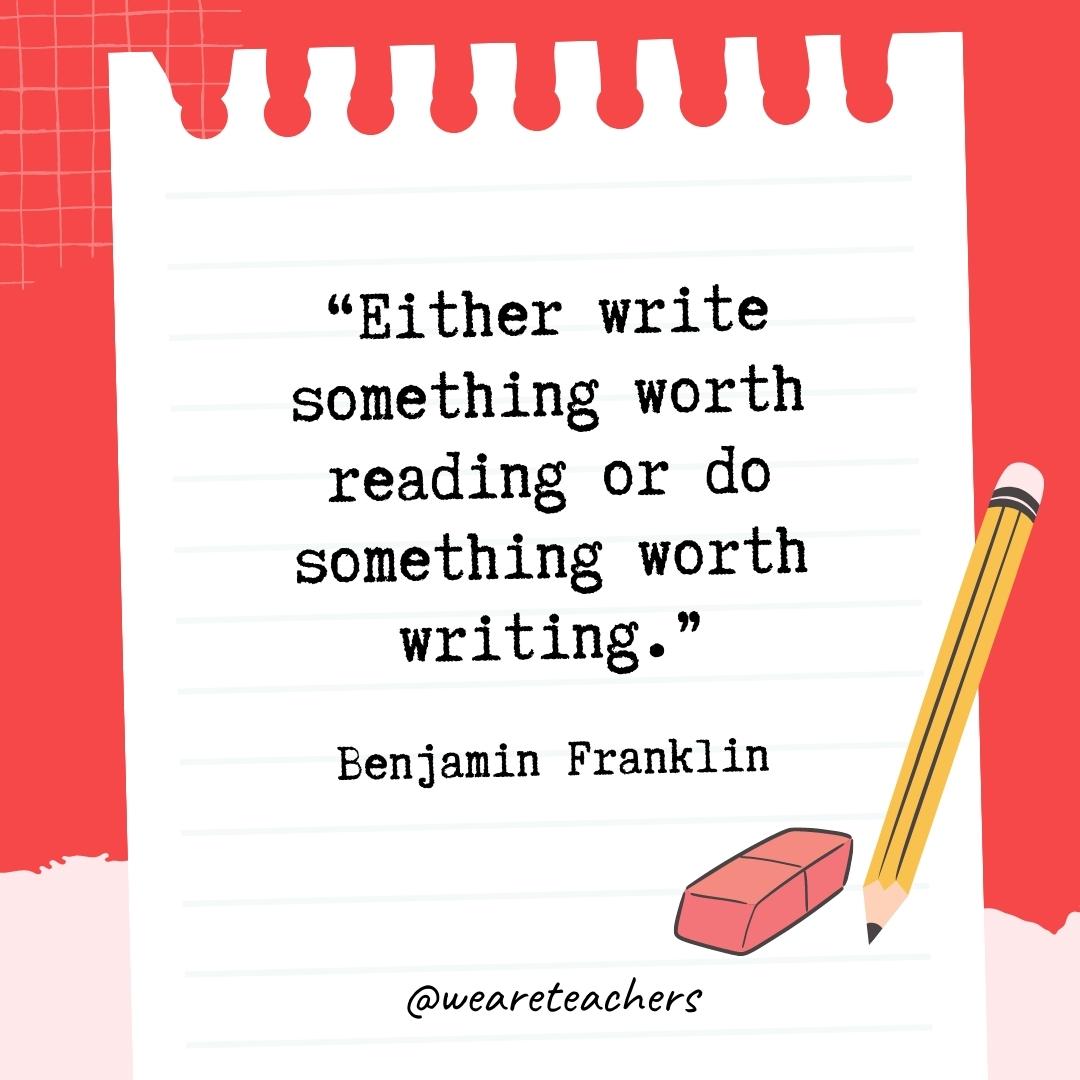 “Either write
something worth
reading or do
something worth
writing.”
Benjamin Franklin
@weareteachers